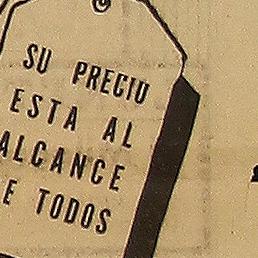 SU PRECIU
ESTA AL
ALCANCE
E TODOS